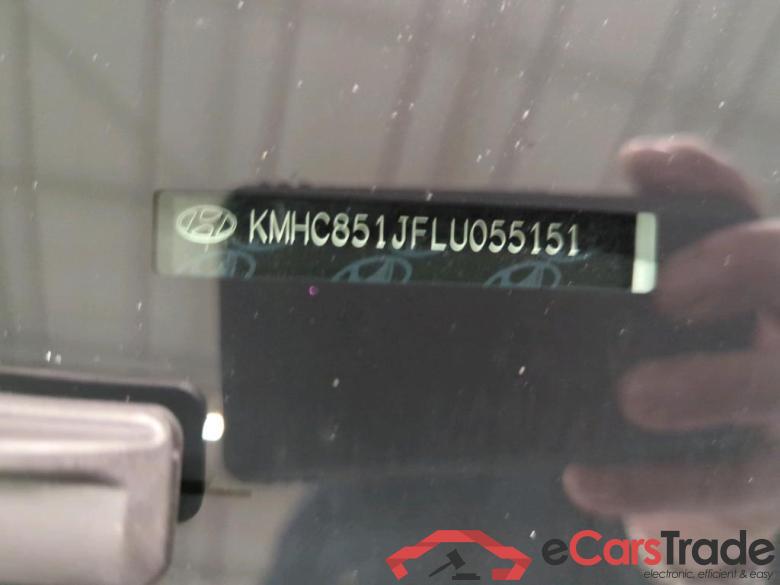 KMHC851JFLU055151
eCarsTrade
electronic, efficient & easy